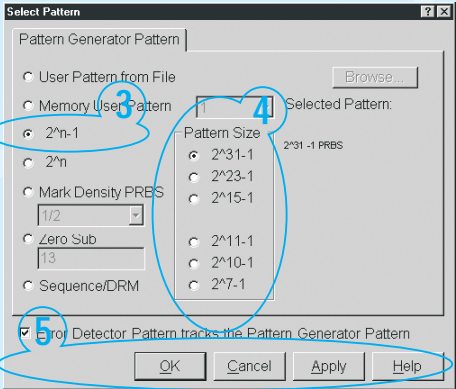 Select Pattern
Pattern Generator Pattern
User Pattern from File
Browse...
Memory User Pattern
1
Selected Pattern:
3
4
2^n-1
Pattern Size
2^31 -1 PRBS
2^n
2^31-1
2^23-1
Mark Density PRBS
2^15-1
1/2
Zero Sub
2^11-1
13
2^10-1
Sequence/DRM
2^7-1
5
Error Detector Pattern tracks the Pattern Generator Pattern
OK Cancel Apply Help